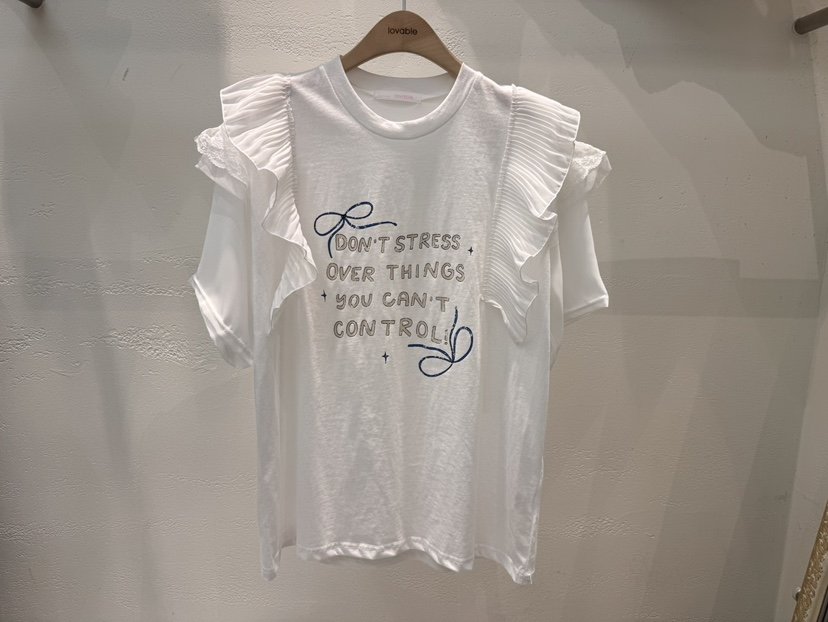 lovable
DON'T STRESS
OVER THINGS
YOU CAN'T
CONTROL!